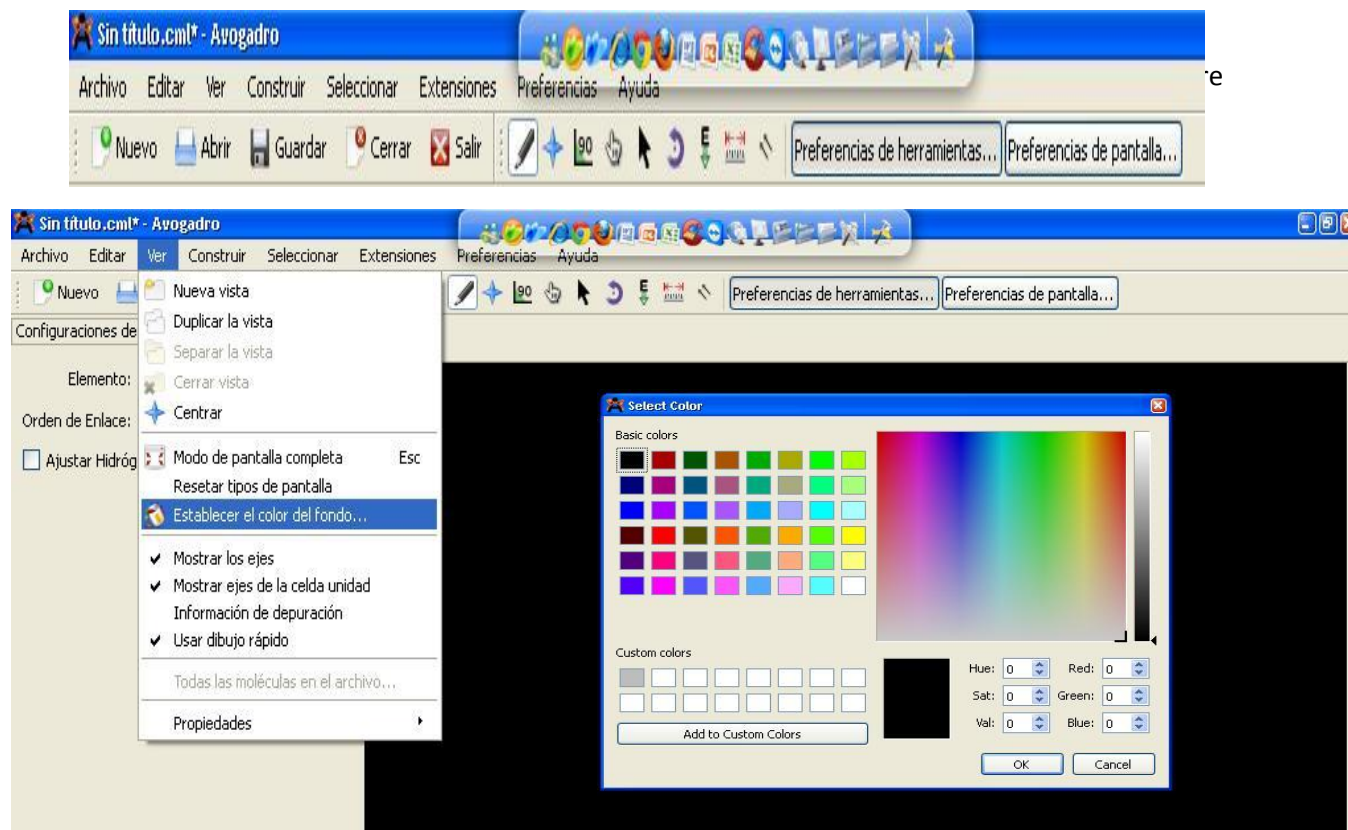 Sin título.cml* - Avogadro
re
Archivo Editar Ver Construir Seleccionar Extensiones Preferencias Ayuda
Nuevo Abrir Guardar Cerrar Salir 90 E Preferencias de herramientas... Preferencias de pantalla...
Sin título.cml* - Avogadro
Archivo Editar Ver Construir Seleccionar Extensiones Preferencias Ayuda
Nuevo 90 E Preferencias de herramientas... Preferencias de pantalla...
Configuraciones de
Elemento:
Orden de Enlace:
Ajustar Hidróg
Nueva vista
Duplicar la vista
Separar la vista
Cerrar vista
Centrar
Modo de pantalla completa Esc
Resetar tipos de pantalla
Establecer el color del fondo...
Mostrar los ejes
Mostrar ejes de la celda unidad
Información de depuración
Usar dibujo rápido
Todas las moléculas en el archivo...
Propiedades
Select Color
Basic colors
Custom colors
Add to Custom Colors
Hue: 0 Red: 0
Sat: 0 Green: 0
Val: 0 Blue: 0
OK Cancel